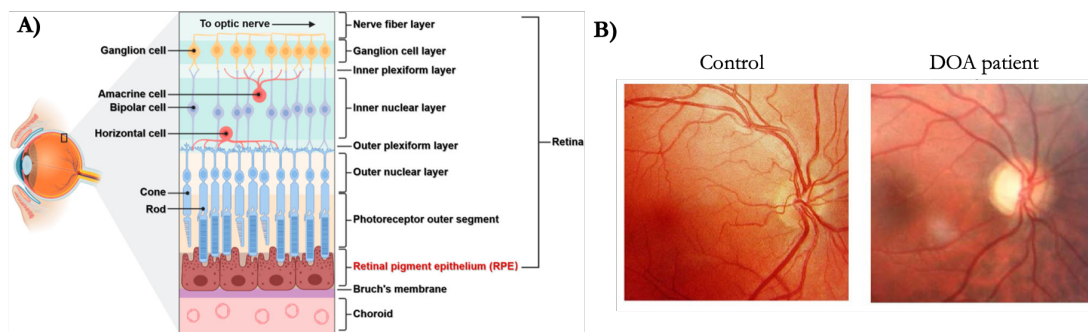 A)
To optic nerve
Nerve fiber layer
Ganglion cell
Ganglion cell layer
Inner plexiform layer
Amacrine cell
Bipolar cell
Inner nuclear layer
Horizontal cell
Retina
Outer plexiform layer
Outer nuclear layer
Cone
Rod
Photoreceptor outer segment
Retinal pigment epithelium (RPE)
Bruch's membrane
Choroid
B)
Control
DOA patient